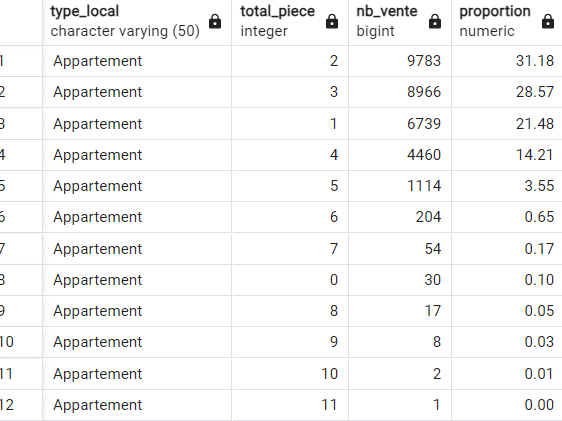 type_local total_piece nb_vente proportion
character varying (50) integer bigint numeric
1 Appartement 2 9783 31.18
2 Appartement 3 8966 28.57
3 Appartement 1 6739 21.48
4 Appartement 4 4460 14.21
5 Appartement 5 1114 3.55
6 Appartement 6 204 0.65
7 Appartement 7 54 0.17
8 Appartement 0 30 0.10
9 Appartement 8 17 0.05
10 Appartement 9 8 0.03
11 Appartement 10 2 0.01
12 Appartement 11 1 0.00